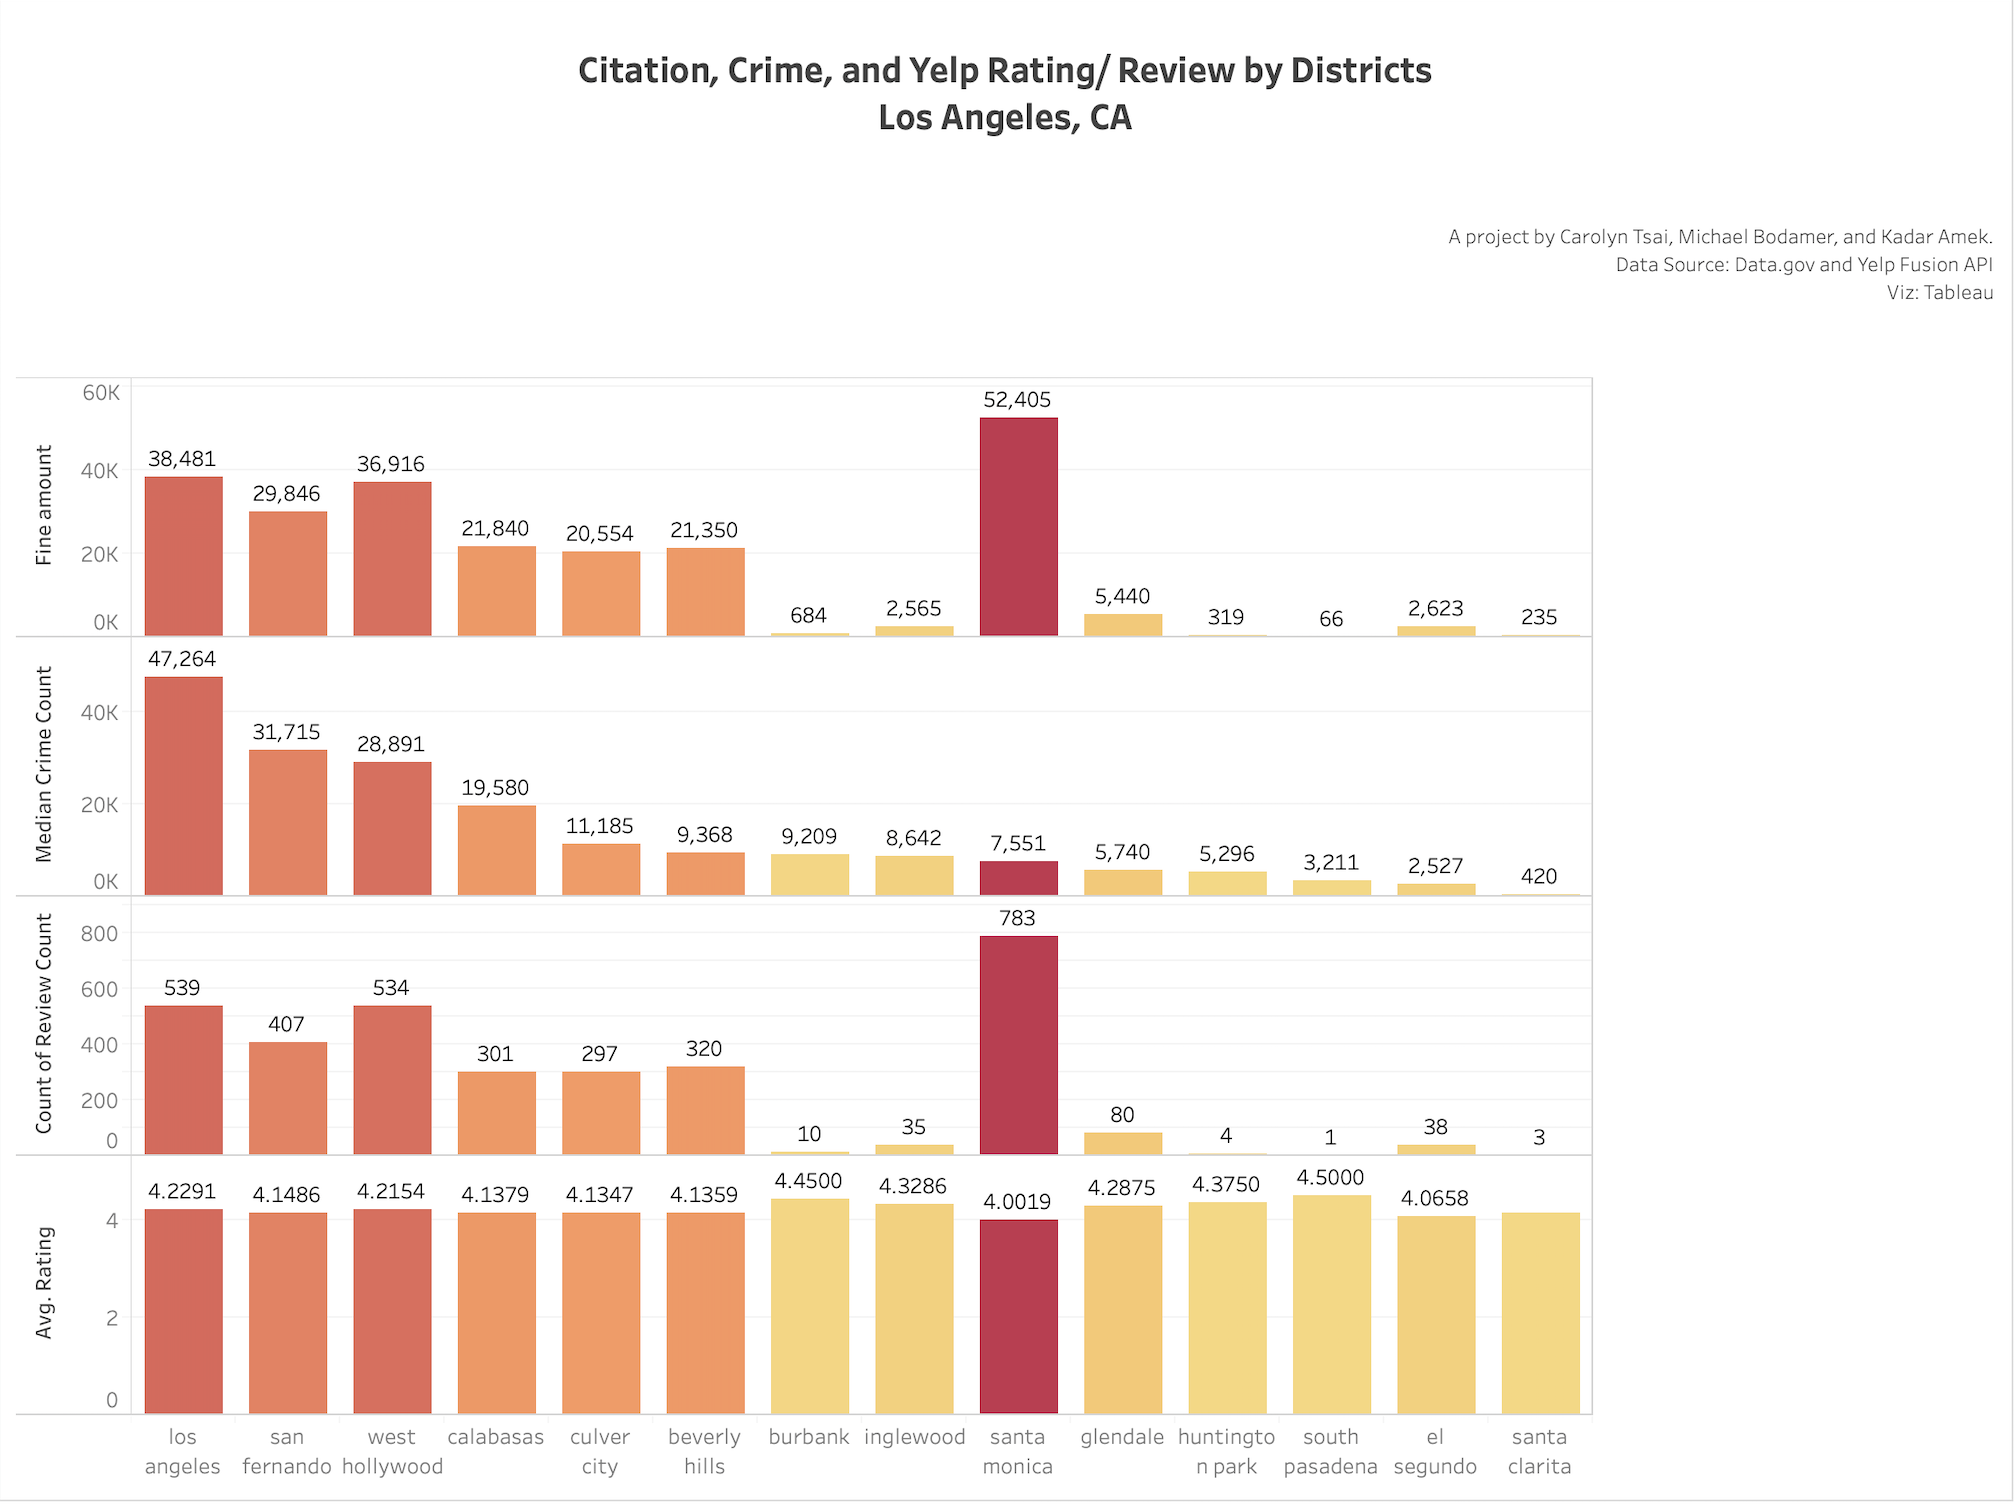 Citation, Crime, and Yelp Rating/ Review by Districts
Los Angeles, CA
A project by Carolyn Tsai, Michael Bodamer, and Kadar Amek.
Data Source: Data.gov and Yelp Fusion API
Viz: Tableau
Fine amount
60K
40K
20K
0K
38,481
29,846
36,916
21,840
20,554
21,350
684
2,565
52,405
5,440
319
66
2,623
235
Median Crime Count
40K
20K
0K
47,264
31,715
28,891
19,580
11,185
9,368
9,209
8,642
7,551
5,740
5,296
3,211
2,527
420
Count of Review Count
800
600
400
200
0
539
407
534
301
297
320
10
35
783
80
4
1
38
3
Avg. Rating
4
2
0
4.2291
4.1486
4.2154
4.1379
4.1347
4.1359
4.4500
4.3286
4.0019
4.2875
4.3750
4.5000
4.0658
los
angeles
san
fernando
west
hollywood
calabasas
culver
city
beverly
hills
burbank
inglewood
santa
monica
glendale
huntingto
n park
south
pasadena
el
segundo
santa
clarita